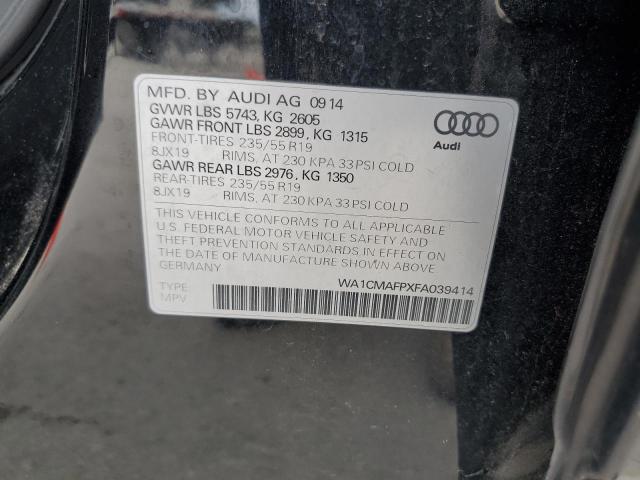 MFD. BY AUDI AG 09 14
GVWR LBS 5743, KG 2605
GAWR FRONT LBS 2899, KG 1315
FRONT-TIRES 235/55 R19
8JX19 RIMS, AT 230 KPA 33 PSI COLD
GAWR REAR LBS 2976, KG 1350
REAR-TIRES 235/55 R19
8JX19 RIMS, AT 230 KPA 33 PSI COLD
Audi
THIS VEHICLE CONFORMS TO ALL APPLICABLE
U.S. FEDERAL MOTOR VEHICLE SAFETY AND
THEFT PREVENTION STANDARDS IN EFFECT ON
THE DATE OF MANUFACTURE SHOWN ABOVE
GERMANY
WA1CMAFPXFA039414
TYPE
MPV